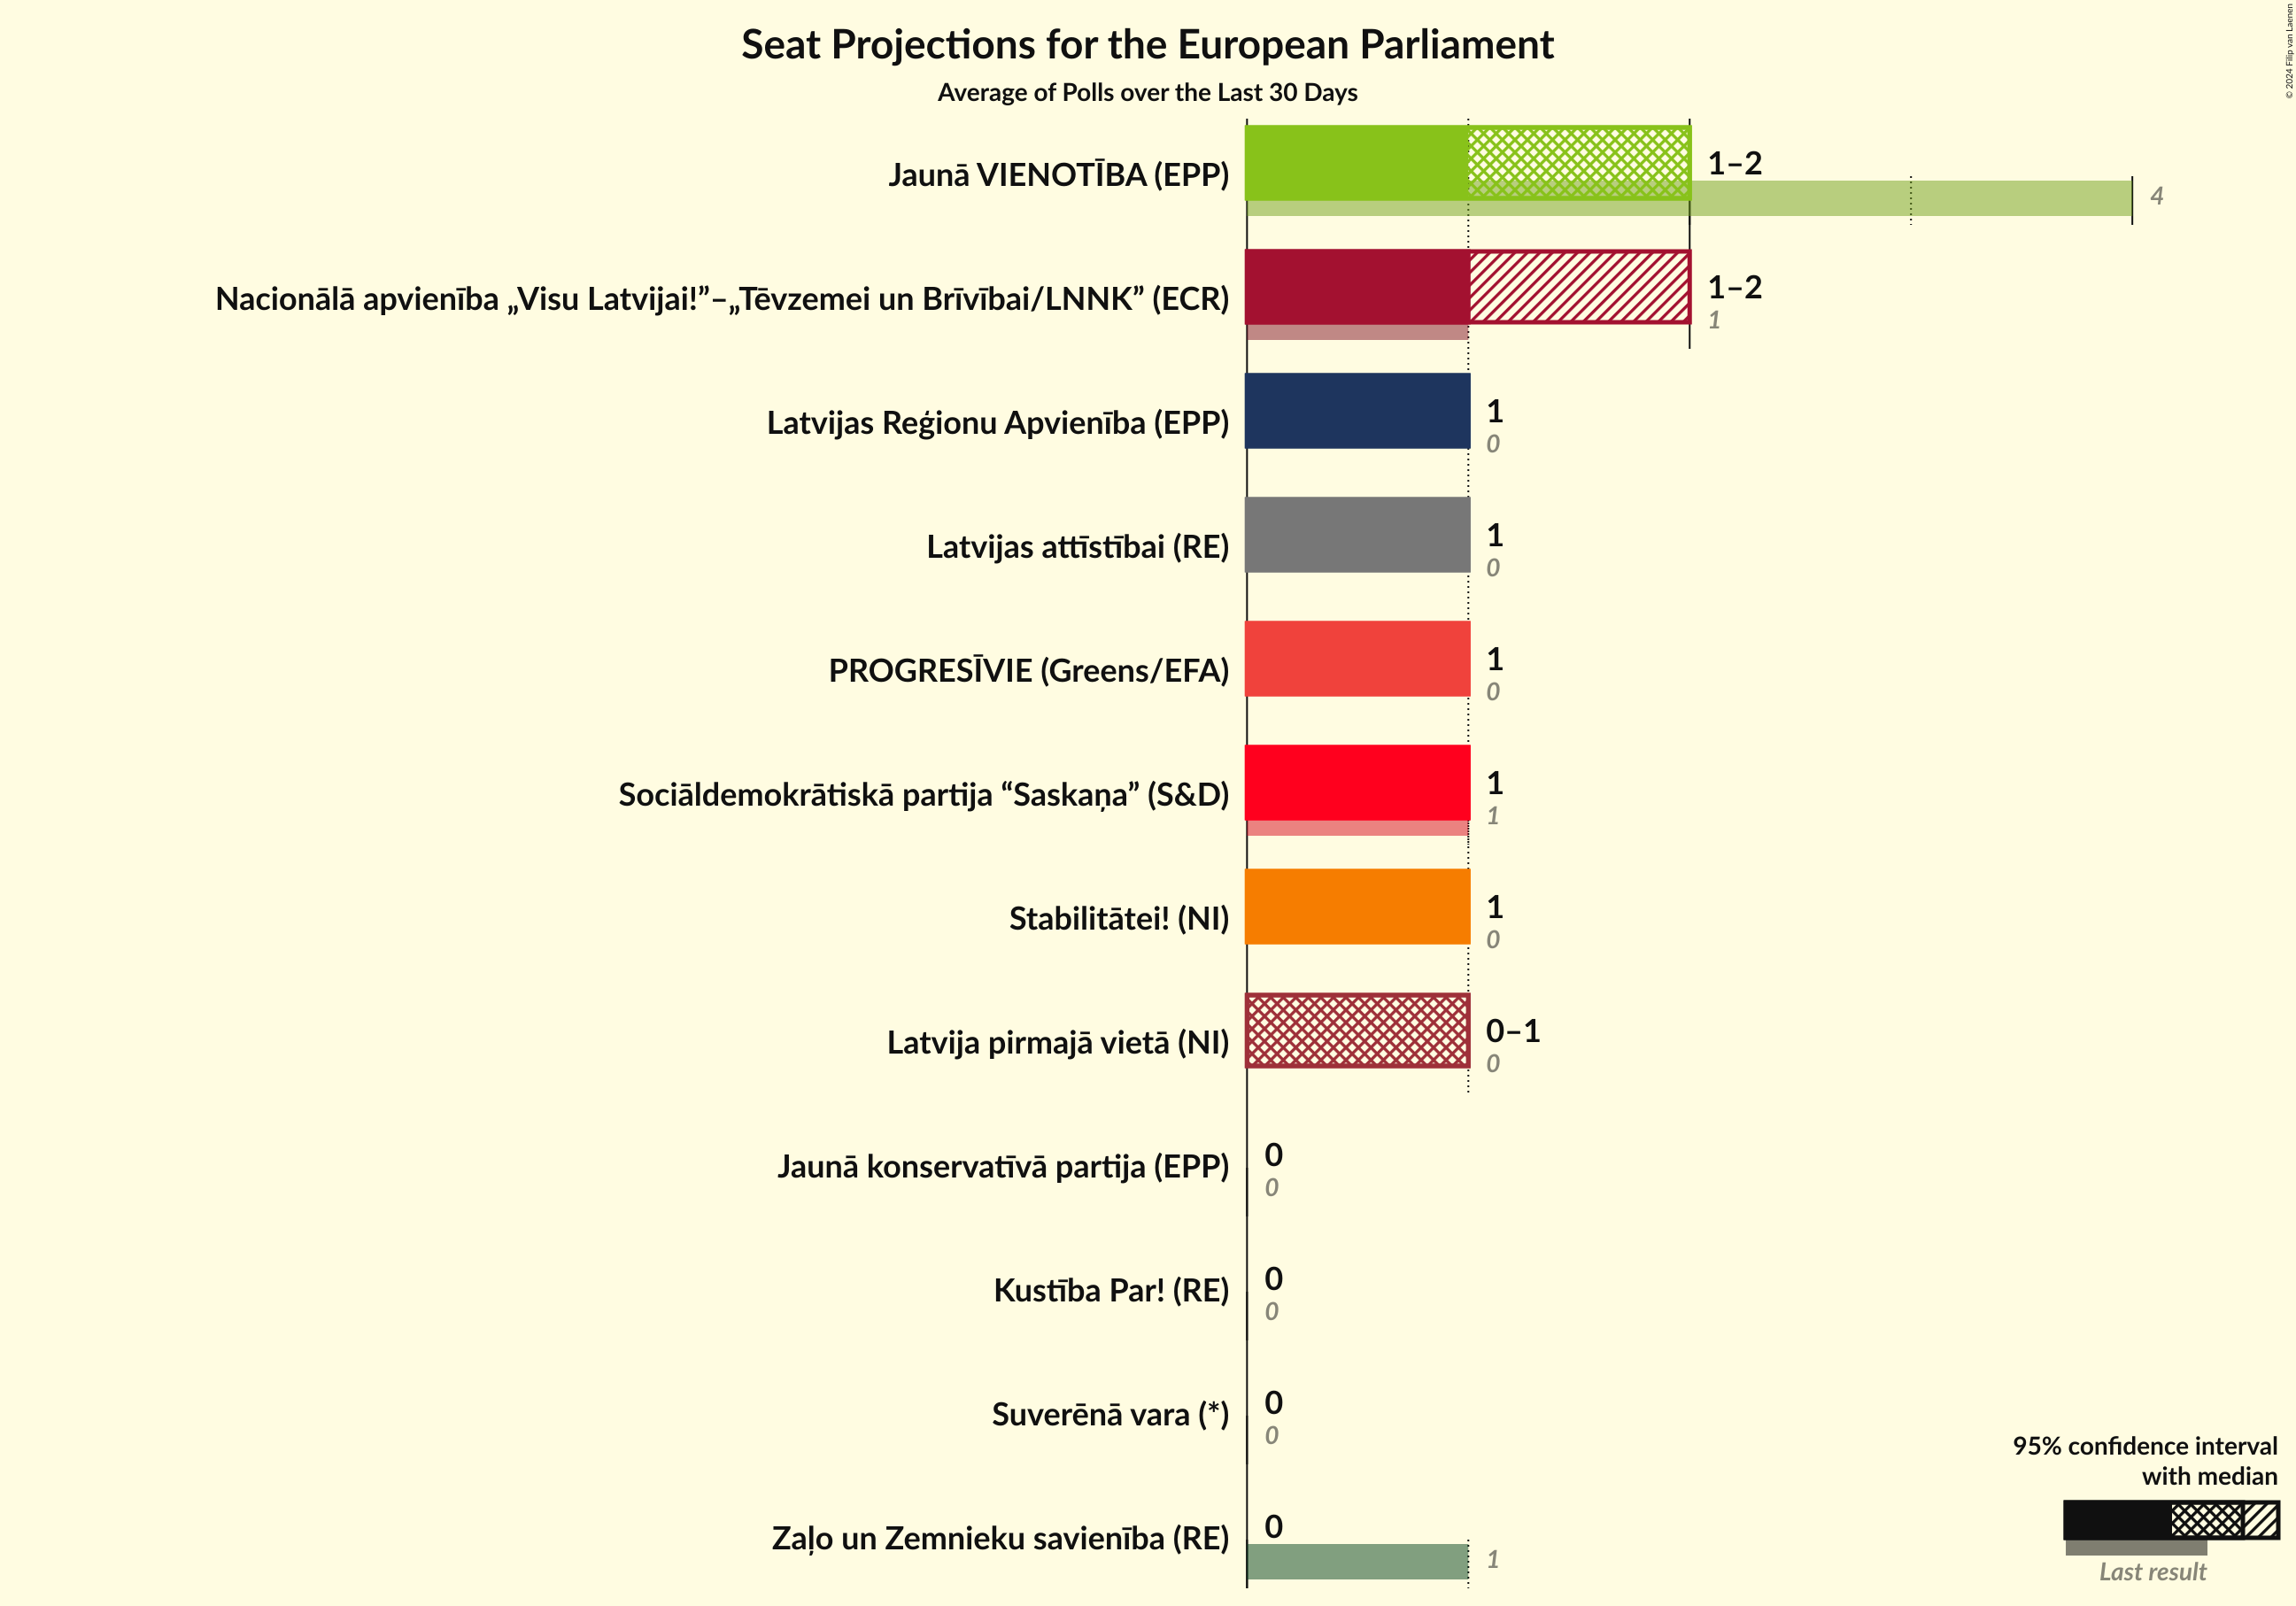 Seat Projections for the European Parliament
Average of Polls over the Last 30 Days
© 2024 Filip van Laenen
Jaunā VIENOTĪBA (EPP)
1–2
4
Nacionālā apvienība „Visu Latvijai!”–„Tēvzemei un Brīvībai/LNNK” (ECR)
1–2
1
Latvijas Reģionu Apvienība (EPP)
1
0
Latvijas attīstībai (RE)
1
0
PROGRESĪVIE (Greens/EFA)
1
0
Sociāldemokrātiskā partija “Saskaņa” (S&D)
1
1
Stabilitātei! (NI)
1
0
Latvija pirmajā vietā (NI)
0–1
0
Jaunā konservatīvā partija (EPP)
0
0
Kustība Par! (RE)
0
0
Suverēnā vara (*)
0
0
Zaļo un Zemnieku savienība (RE)
0
1
95% confidence interval
with median
Last result